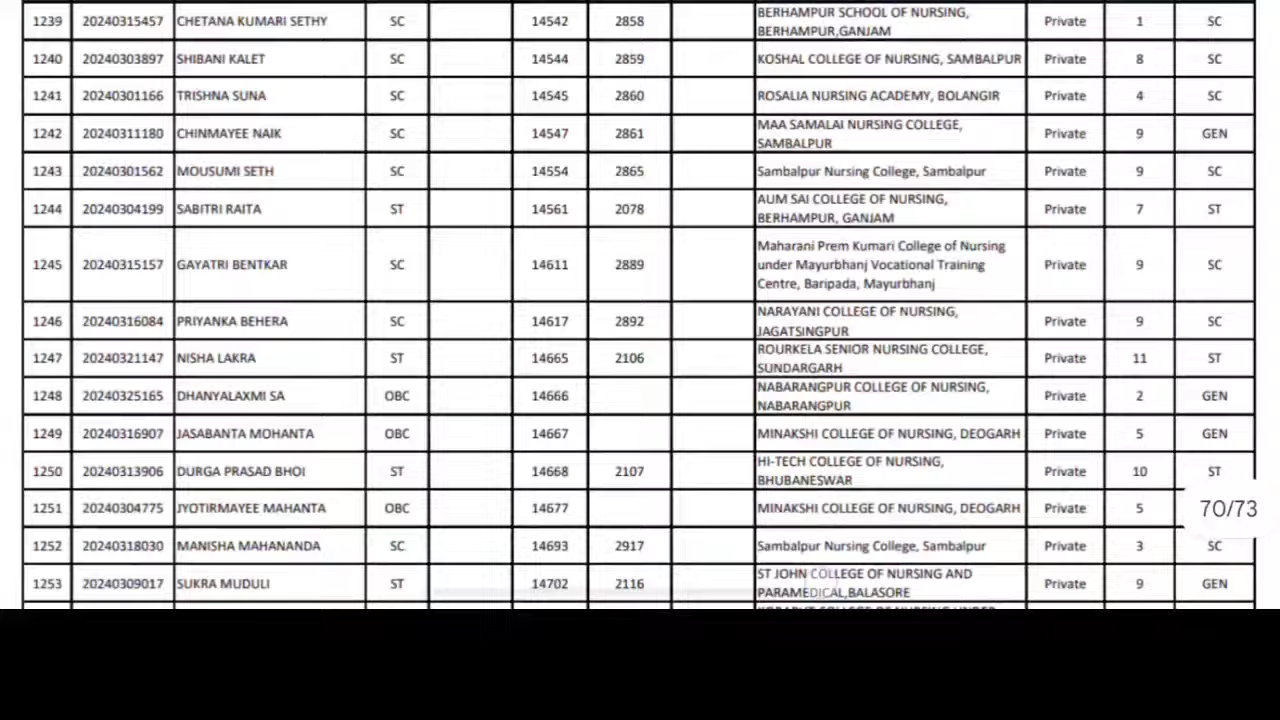 1239 20240315457 CHETANA KUMARI SETHY SC 14542 2858 BERHAMPUR SCHOOL OF NURSING, BERHAMPUR,GANJAM Private 1 SC
1240 20240303897 SHIBANI KALET SC 14544 2859 KOSHAL COLLEGE OF NURSING, SAMBALPUR Private 8 SC
1241 20240301166 TRISHNA SUNA SC 14545 2860 ROSALIA NURSING ACADEMY, BOLANGIR Private 4 SC
1242 20240311180 CHINMAYEE NAIK SC 14547 2861 MAA SAMALAI NURSING COLLEGE, SAMBALPUR Private 9 GEN
1243 20240301562 MOUSUMI SETH SC 14554 2865 Sambalpur Nursing College, Sambalpur Private 9 SC
1244 20240304199 SABITRI RAITA ST 14561 2078 AUM SAI COLLEGE OF NURSING, BERHAMPUR, GANJAM Private 7 ST
1245 20240315157 GAYATRI BENTKAR SC 14611 2889 Maharani Prem Kumari College of Nursing under Mayurbhanj Vocational Training Centre, Baripada, Mayurbhanj Private 9 SC
1246 20240316084 PRIYANKA BEHERA SC 14617 2892 NARAYANI COLLEGE OF NURSING, JAGATSINGPUR Private 9 SC
1247 20240321147 NISHA LAKRA ST 14665 2106 ROURKELA SENIOR NURSING COLLEGE, SUNDARGARH Private 11 ST
1248 20240325165 DHANYALAXMI SA OBC 14666 NABARANGPUR COLLEGE OF NURSING, NABARANGPUR Private 2 GEN
1249 20240316907 JASABANTA MOHANTA OBC 14667 MINAKSHI COLLEGE OF NURSING, DEOGARH Private 5 GEN
1250 20240313906 DURGA PRASAD BHOI ST 14668 2107 HI-TECH COLLEGE OF NURSING, BHUBANESWAR Private 10 ST
1251 20240304775 JYOTIRMAYEE MAHANTA OBC 14677 MINAKSHI COLLEGE OF NURSING, DEOGARH Private 5
70/73
1252 20240318030 MANISHA MAHANANDA SC 14693 2917 Sambalpur Nursing College, Sambalpur Private 3 SC
1253 20240309017 SUKRA MUDULI ST 14702 2116 ST JOHN COLLEGE OF NURSING AND PARAMEDICAL,BALASORE Private 9 GEN